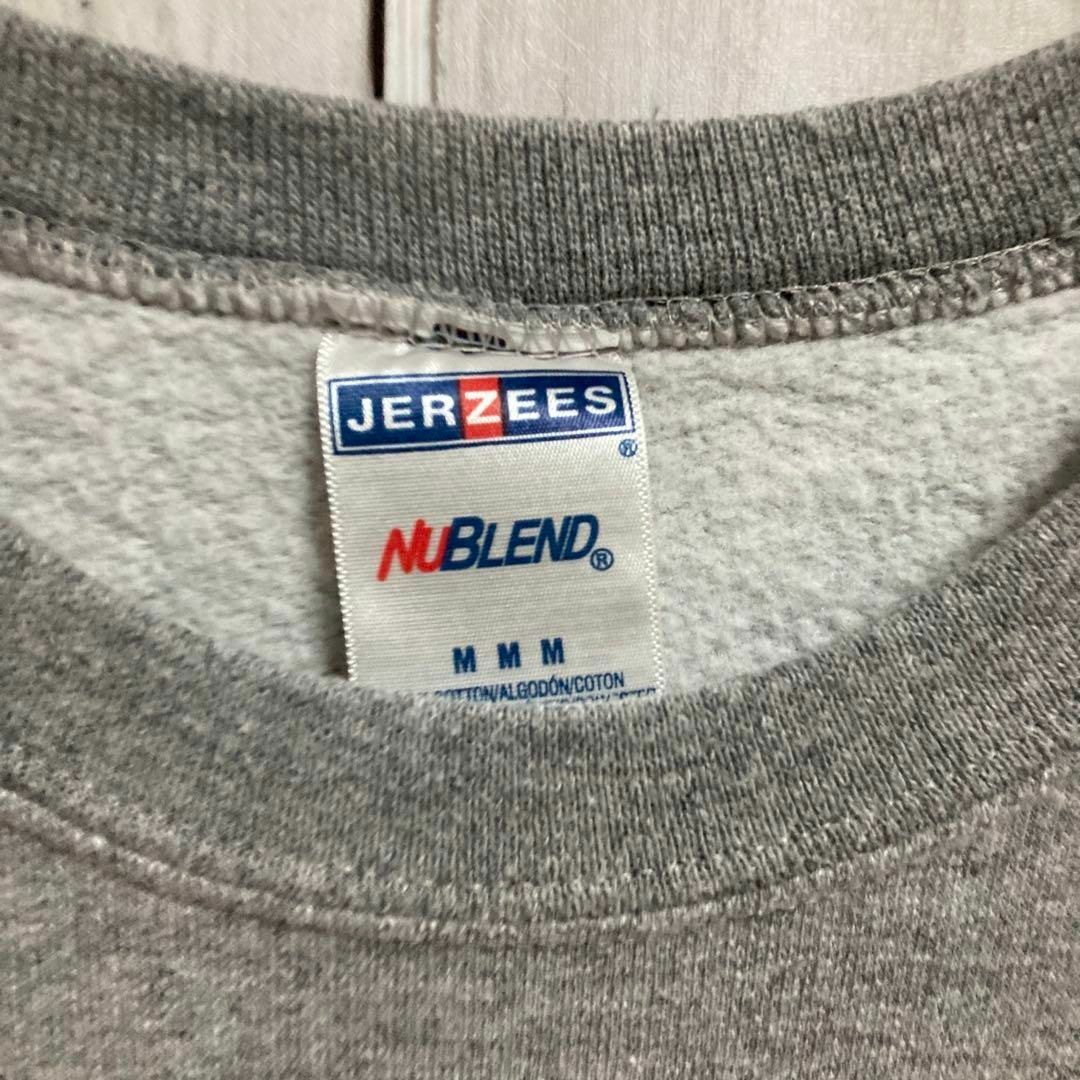 JERZEES®
NUBLEND®
M M M
COTTON/ALGODÓN/COTON